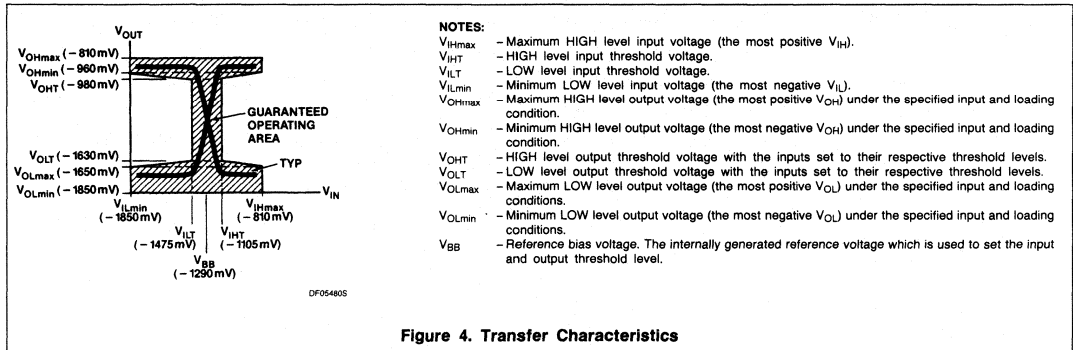 VOUT
VOHmax (−810mV)
VOHmin (−960mV)
VOHT (−980mV)
GUARANTEED
OPERATING
AREA
TYP
VOLT (−1630mV)
VOLmax (−1650mV)
VOLmin (−1850mV)
VIN
VILmin
(−1850mV)
VIHmax
(−810mV)
VILT
(−1475mV)
VIHT
(−1105mV)
VBB
(−1290mV)
DF05480S
NOTES:
VIHmax – Maximum HIGH level input voltage (the most positive VIH).
VIHT – HIGH level input threshold voltage.
VILT – LOW level input threshold voltage.
VILmin – Minimum LOW level input voltage (the most negative VIL).
VOHmax – Maximum HIGH level output voltage (the most positive VOH) under the specified input and loading
condition.
VOHmin – Minimum HIGH level output voltage (the most negative VOH) under the specified input and loading
condition.
VOHT – HIGH level output threshold voltage with the inputs set to their respective threshold levels.
VOLT – LOW level output threshold voltage with the inputs set to their respective threshold levels.
VOLmax – Maximum LOW level output voltage (the most positive VOL) under the specified input and loading
conditions.
VOLmin – Minimum LOW level output voltage (the most negative VOL) under the specified input and loading
conditions.
VBB – Reference bias voltage. The internally generated reference voltage which is used to set the input
and output threshold level.
Figure 4. Transfer Characteristics